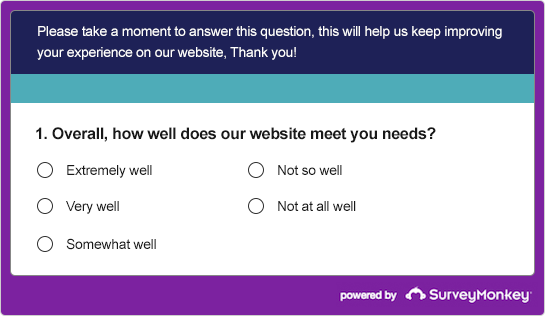 Please take a moment to answer this question, this will help us keep improving
your experience on our website, Thank you!
1. Overall, how well does our website meet you needs?
Extremely well
Not so well
Very well
Not at all well
Somewhat well
powered by SurveyMonkey